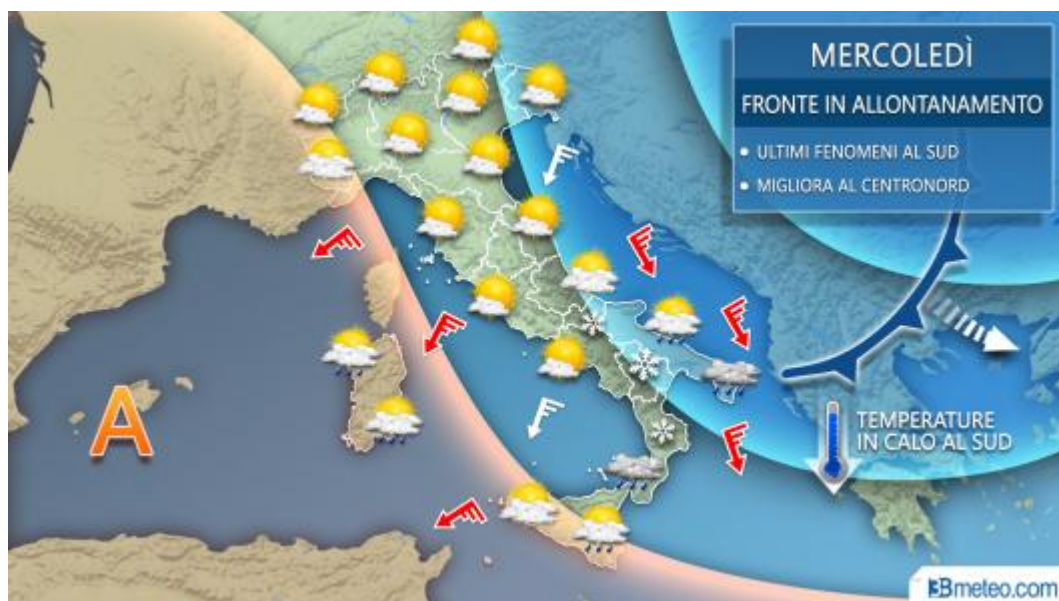 MERCOLEDÌ
FRONTE IN ALLONTANAMENTO
• ULTIMI FENOMENI AL SUD
• MIGLIORA AL CENTRONORD
A
TEMPERATURE
IN CALO AL SUD
3Bmeteo.com